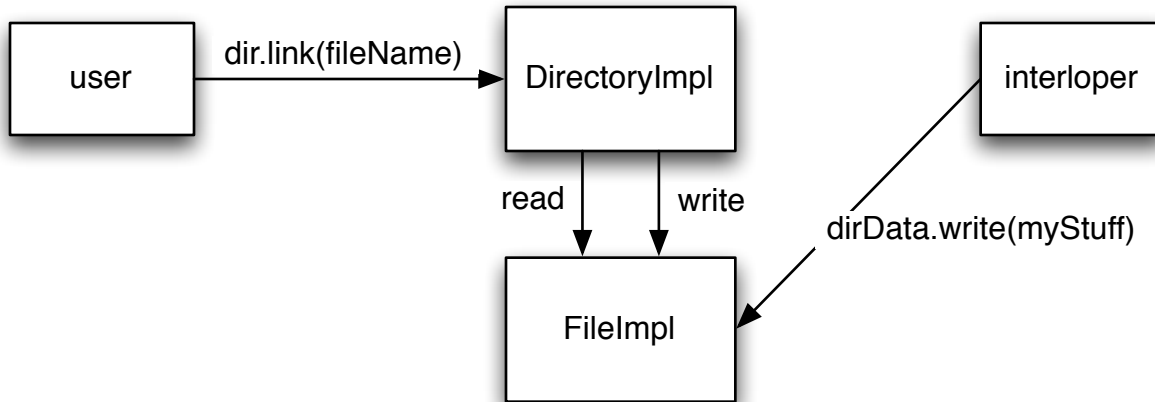 user
dir.link(fileName)
DirectoryImpl
interloper
read
write
dirData.write(myStuff)
FileImpl